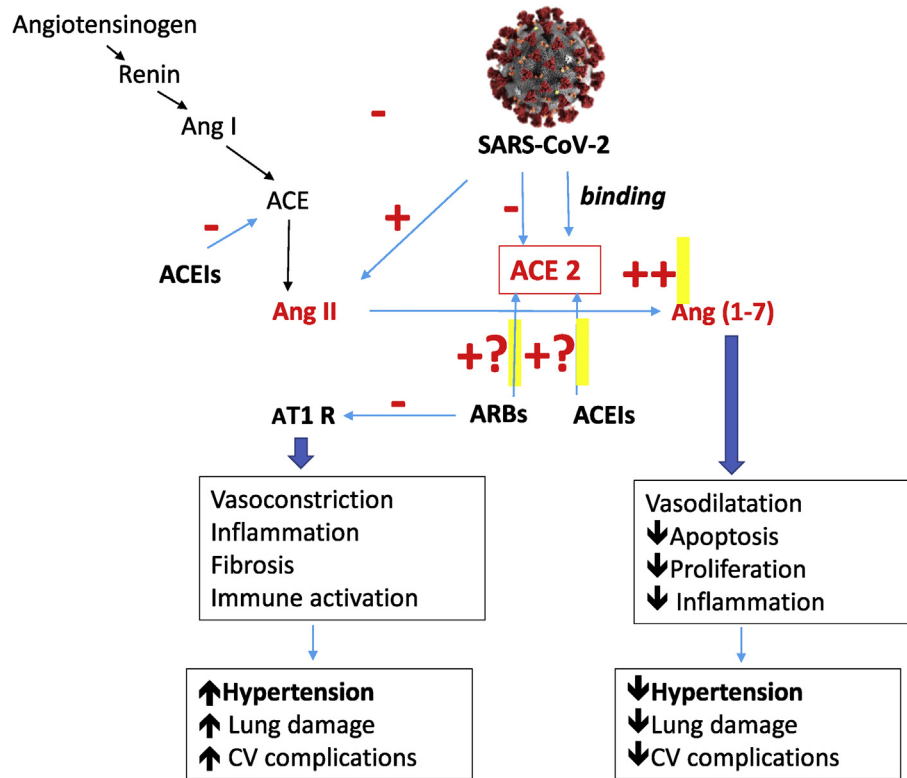 Angiotensinogen
Renin
Ang I
-
SARS-CoV-2
ACE
-
+
-
binding
ACEIs
ACE 2
++
Ang II
Ang (1-7)
+? +?
AT1 R
-
ARBs
ACEIs
Vasoconstriction
Inflammation
Fibrosis
Immune activation
Vasodilatation
↓Apoptosis
↓Proliferation
↓ Inflammation
↑Hypertension
↑ Lung damage
↑ CV complications
↓Hypertension
↓Lung damage
↓CV complications